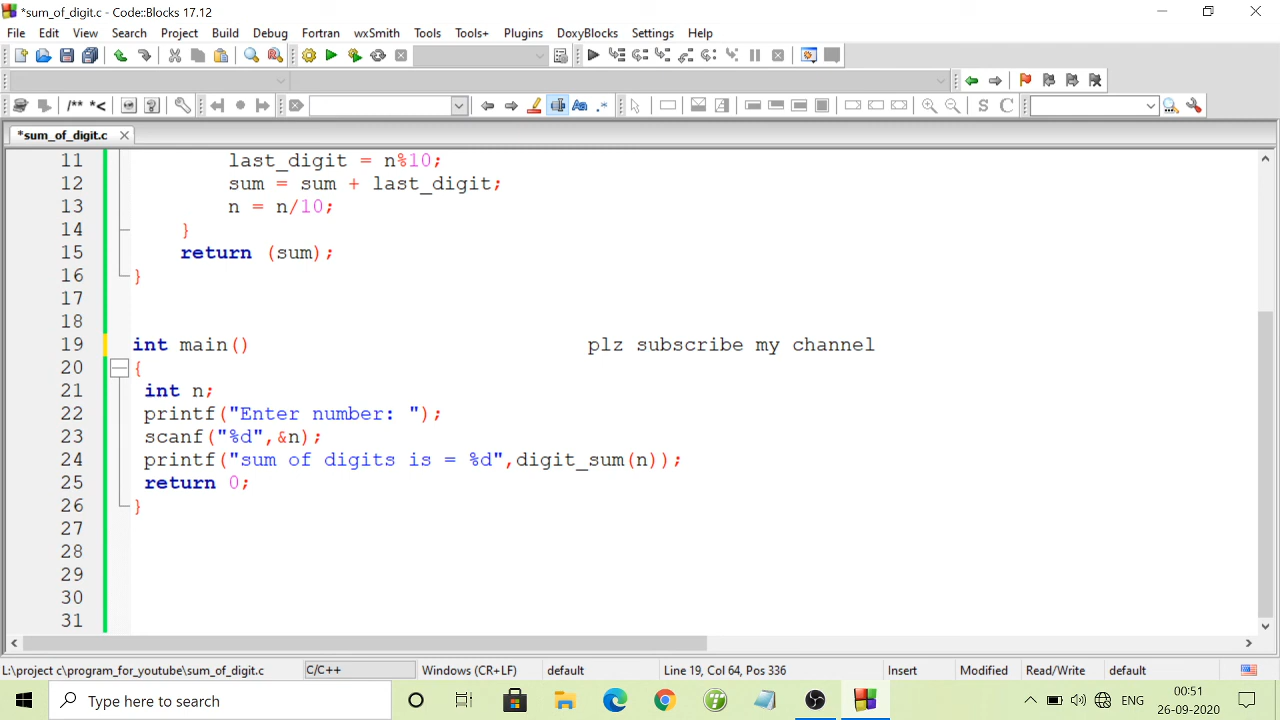 *sum_of_digit.c - Code::Blocks 17.12
File Edit View Search Project Build Debug Fortran wxSmith Tools Tools+ Plugins DoxyBlocks Settings Help
/** *< 
*sum_of_digit.c
11 last_digit = n%10;
12 sum = sum + last_digit;
13 n = n/10;
14 }
15 return (sum);
16 }
17
18
19 int main() plz subscribe my channel
20 {
21 int n;
22 printf("Enter number: ");
23 scanf("%d",&n);
24 printf("sum of digits is = %d",digit_sum(n));
25 return 0;
26 }
27
28
29
30
31
L:\project c\program_for_youtube\sum_of_digit.c C/C++ Windows (CR+LF) default Line 19, Col 64, Pos 336 Insert Modified Read/Write default
Type here to search ENG 00:51
26-09-2020